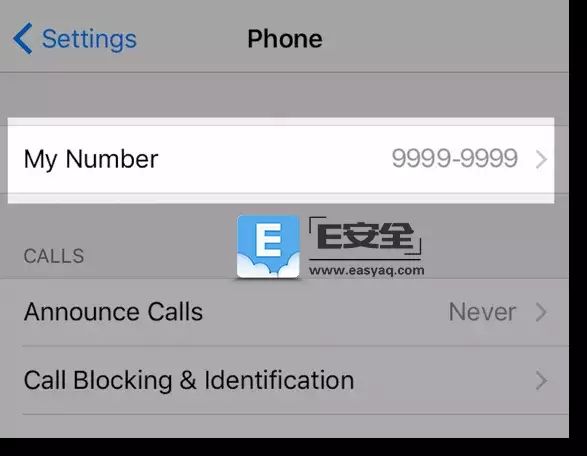 Settings
Phone
My Number
9999-9999
E
「E安全」
www.easyaq.com
CALLS
Announce Calls
Never
Call Blocking & Identification